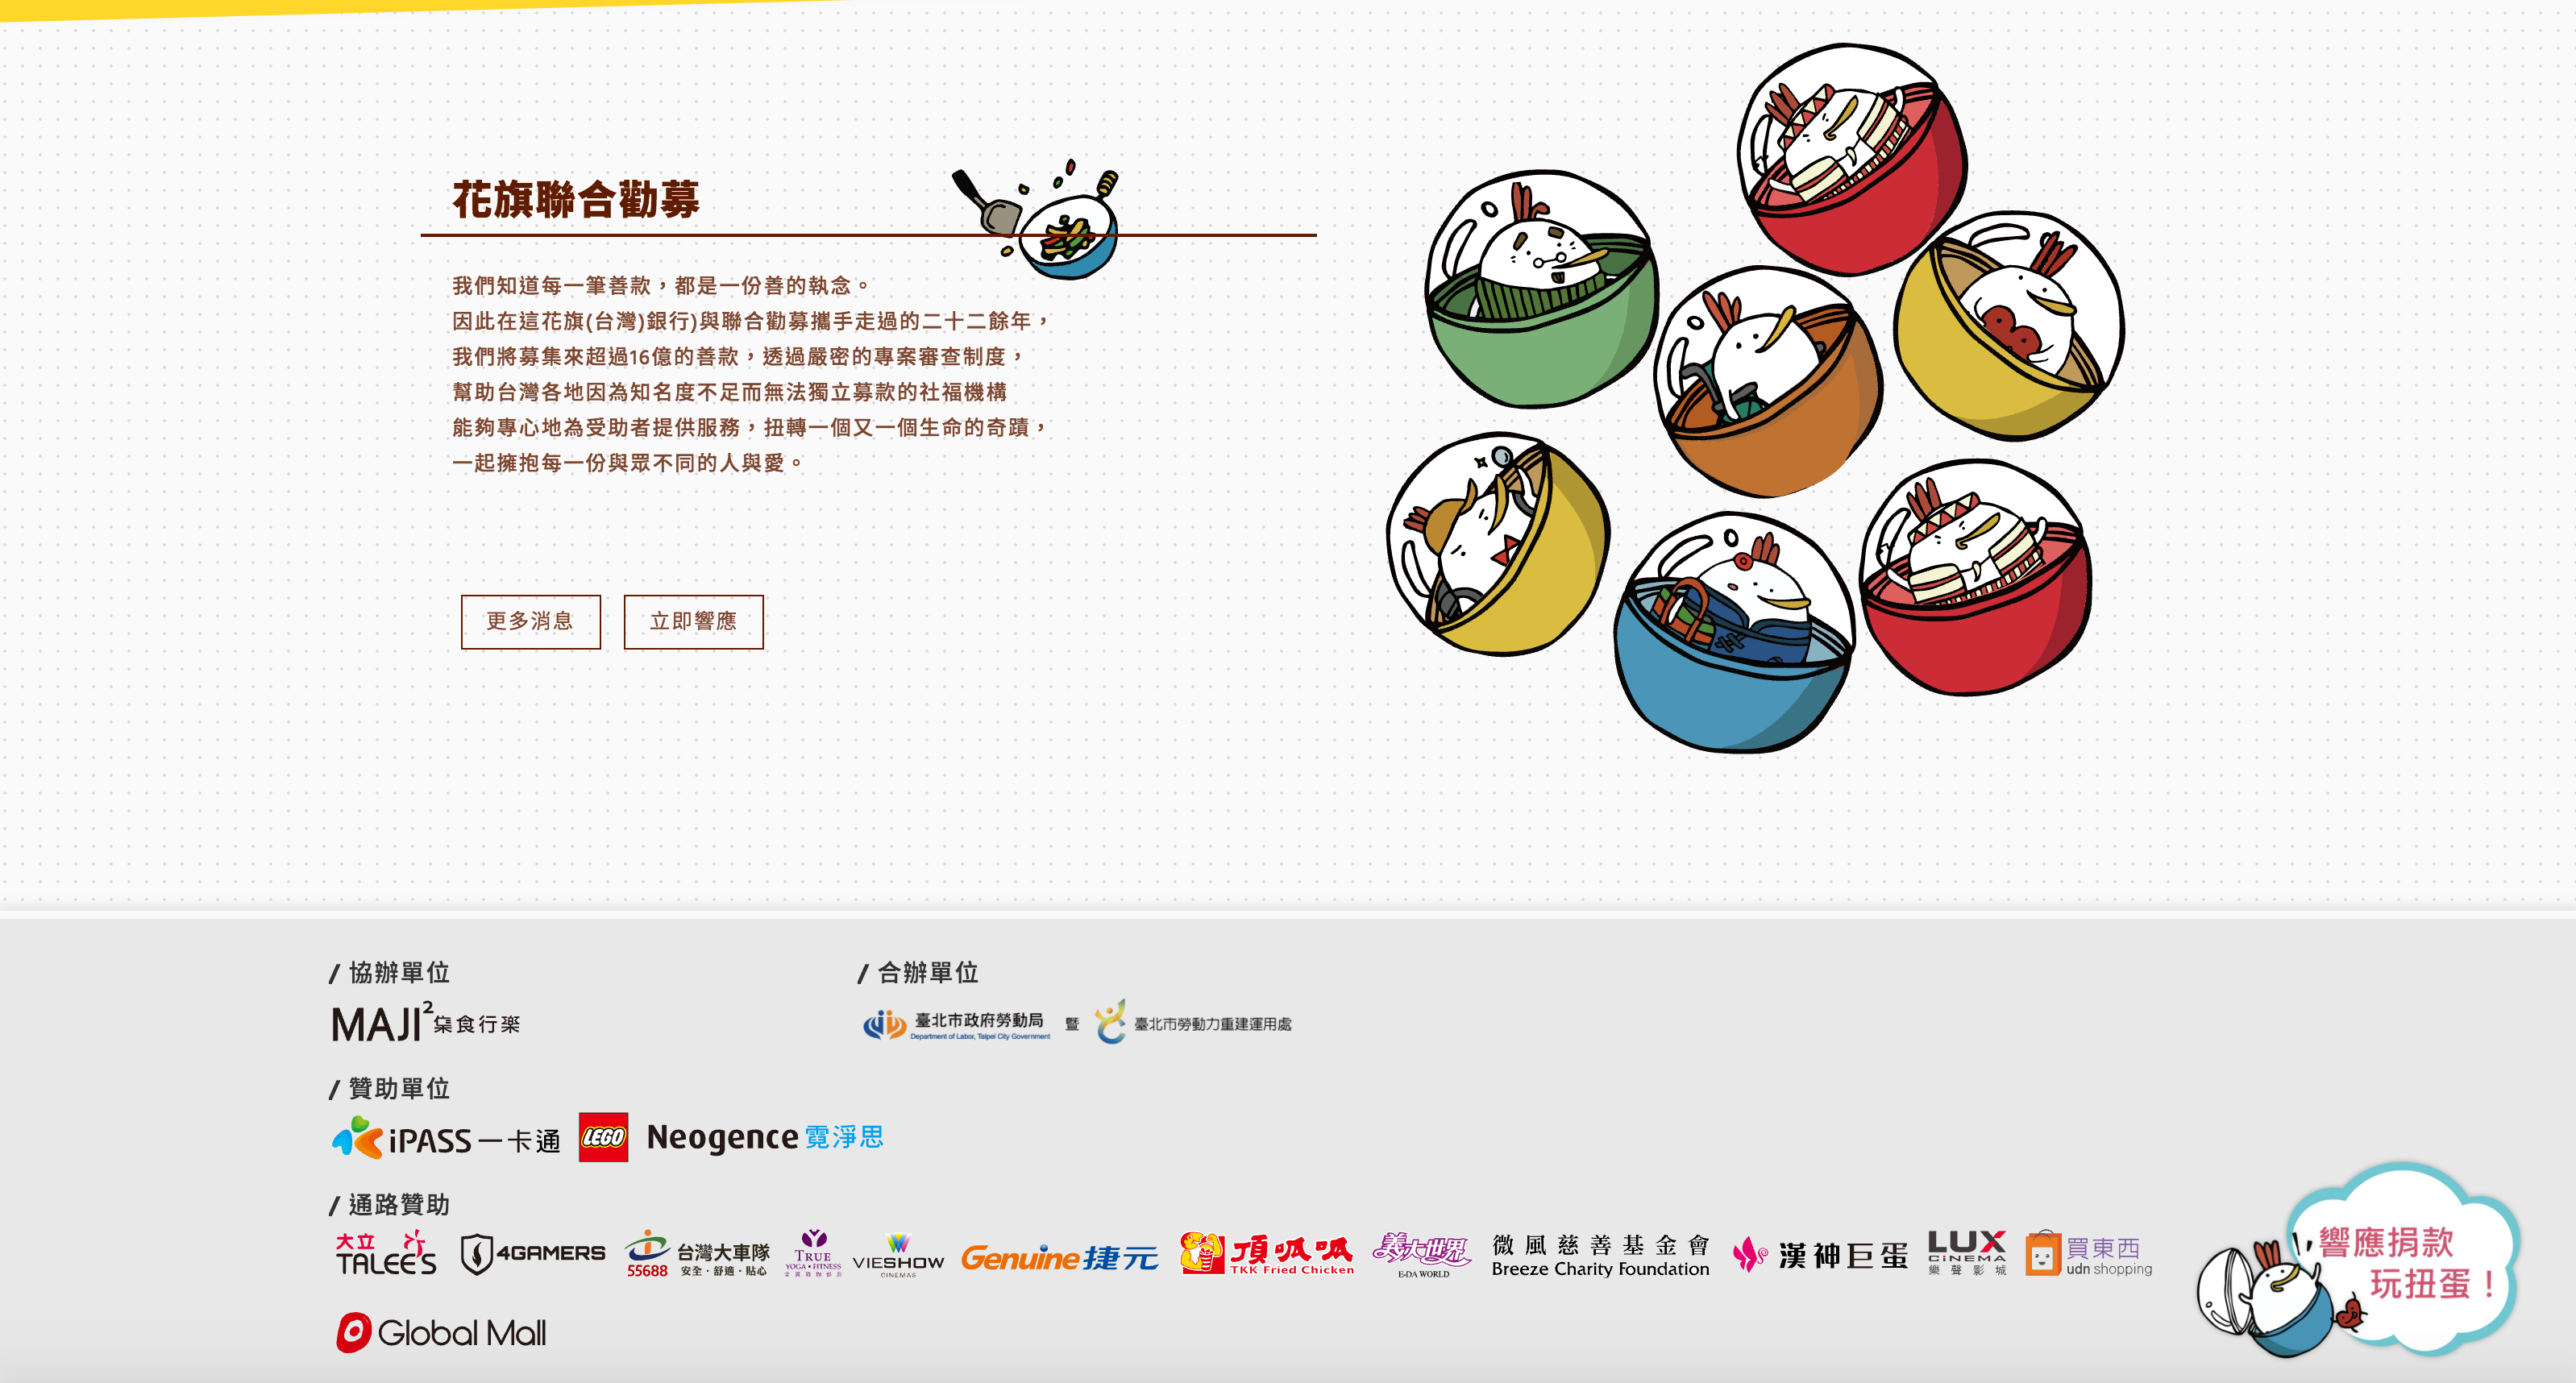 花旗聯合勸募
我們知道每一筆善款,都是一份善的執念。
因此在這花旗(台灣)銀行)與聯合勸募攜手走過的二十二餘年,
我們將募集來超過16億的善款,透過嚴密的專案審查制度,
幫助台灣各地因為知名度不足而無法獨立募款的社福機構
能夠專心地為受助者提供服務,扭轉一個又一個生命的奇蹟,
一起擁抱每一份與眾不同的人與愛。
更多消息
立即響應
/ 協辦單位
MAJI² 集食行樂
/ 合辦單位
臺北市政府勞動局
Department of Labor, Taipei City Government
暨
臺北市勞動力重建運用處
/ 贊助單位
iPASS 一卡通
LEGO
Neogence 霓淨思
/ 通路贊助
大立
TALEE'S
4GAMERS
55688
台灣大車隊
安全・舒適・貼心
TRUE
YOGA • FITNESS
VIESHOW
CINEMAS
Genuine 捷元
頂呱呱
TKK Fried Chicken
義大世界
E-DA WORLD
微風慈善基金會
Breeze Charity Foundation
漢神巨蛋
LUX
CINEMA
樂聲影城
買東西
udn shopping
Global Mall
響應捐款
玩扭蛋!